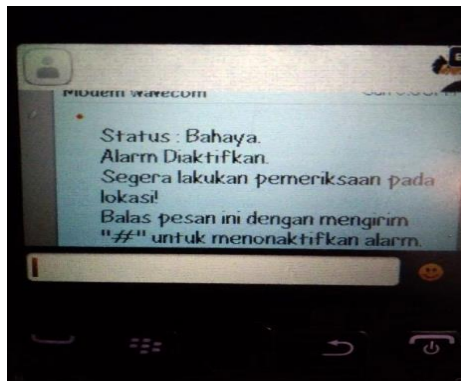 Modem wavecom
Status : Bahaya.
Alarm Diaktifkan.
Segera lakukan pemeriksaan pada
lokasi!
Balas pesan ini dengan mengirim
"#" untuk menonaktifkan alarm.